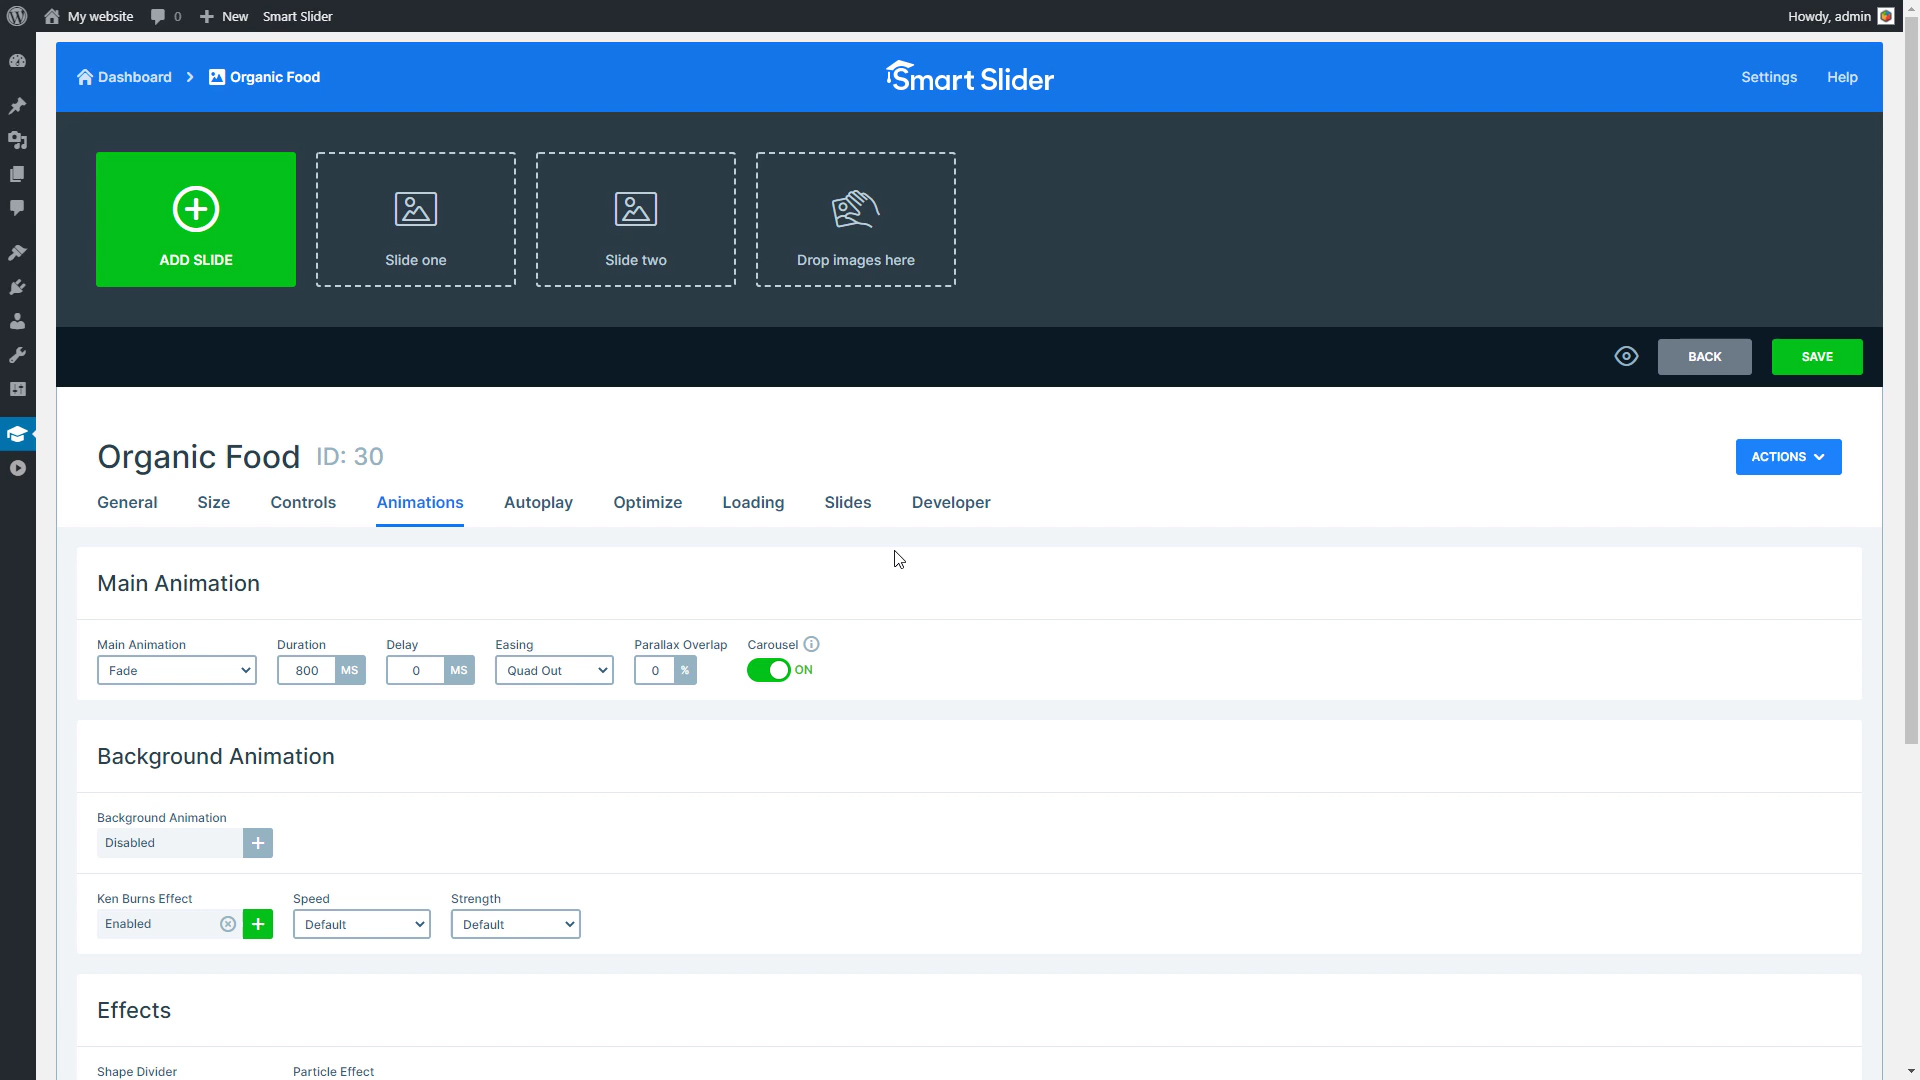 My website 0 New Smart Slider Howdy, admin
Dashboard Organic Food Smart Slider Settings Help
ADD SLIDE Slide one Slide two Drop images here
BACK SAVE
Organic Food ID: 30 ACTIONS
General Size Controls Animations Autoplay Optimize Loading Slides Developer
Main Animation
Main Animation Duration Delay Easing Parallax Overlap Carousel
Fade 800 MS 0 MS Quad Out 0 % ON
Background Animation
Background Animation
Disabled
Ken Burns Effect Speed Strength
Enabled Default Default
Effects
Shape Divider Particle Effect